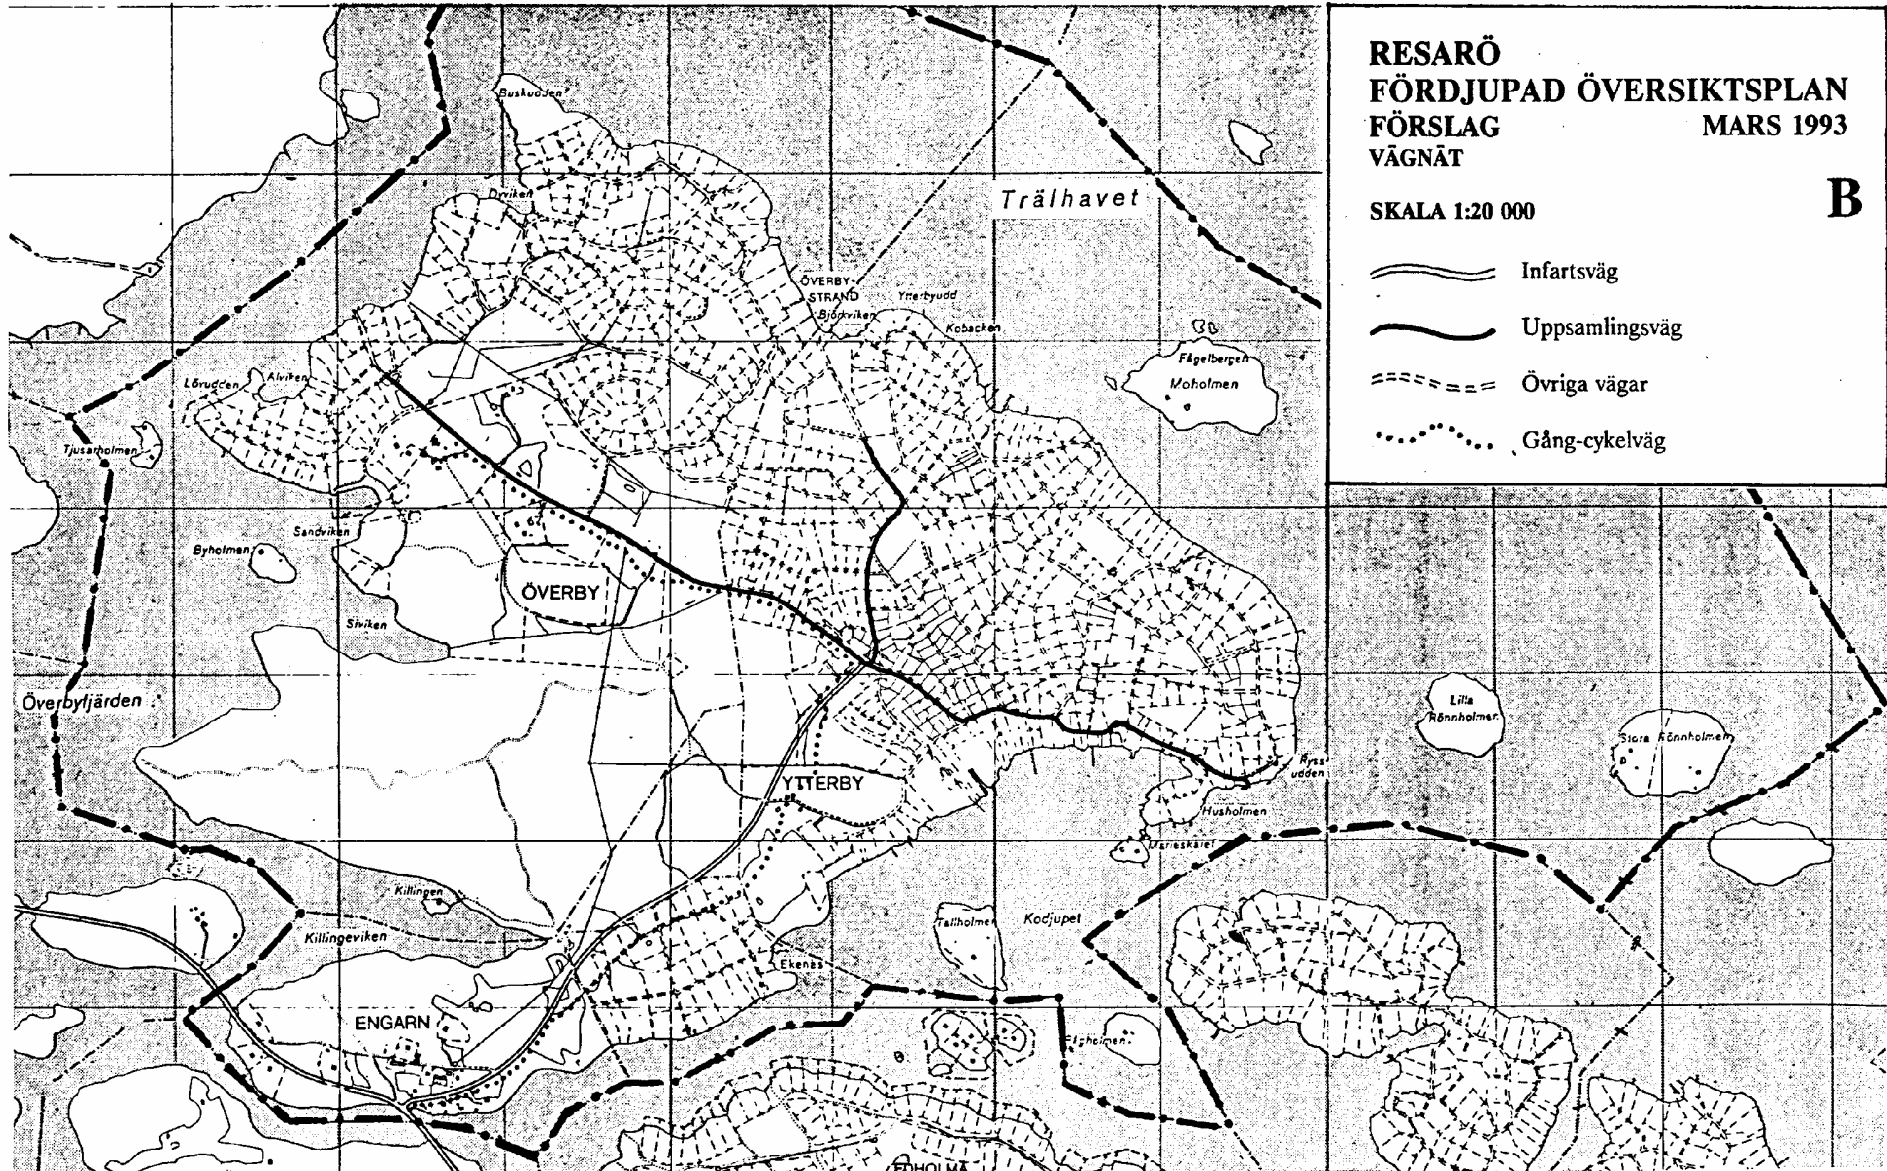 RESARÖ
FÖRDJUPAD ÖVERSIKTSPLAN
FÖRSLAG MARS 1993
VÄGNÄT
B
SKALA 1:20 000
Infartsväg
Uppsamlingsväg
Övriga vägar
Gång-cykelväg
Buskudden
Dyviken
Trälhavet
ÖVERBY-
STRAND
Björkviken
Ytterbyudd
Kobacken
Fågelbergen
Moholmen
Lövudden
Alviken
Tjusarholmen
Sandviken
Byholmen
ÖVERBY
Siviken
Överbyfjärden
Lilla
Rönnholmen
Stora Rönnholmen
Ryss
udden
YTTERBY
Husholmen
Killingen
Killingeviken
Tallholmen
Kodjupet
Ekenäs
ENGARN